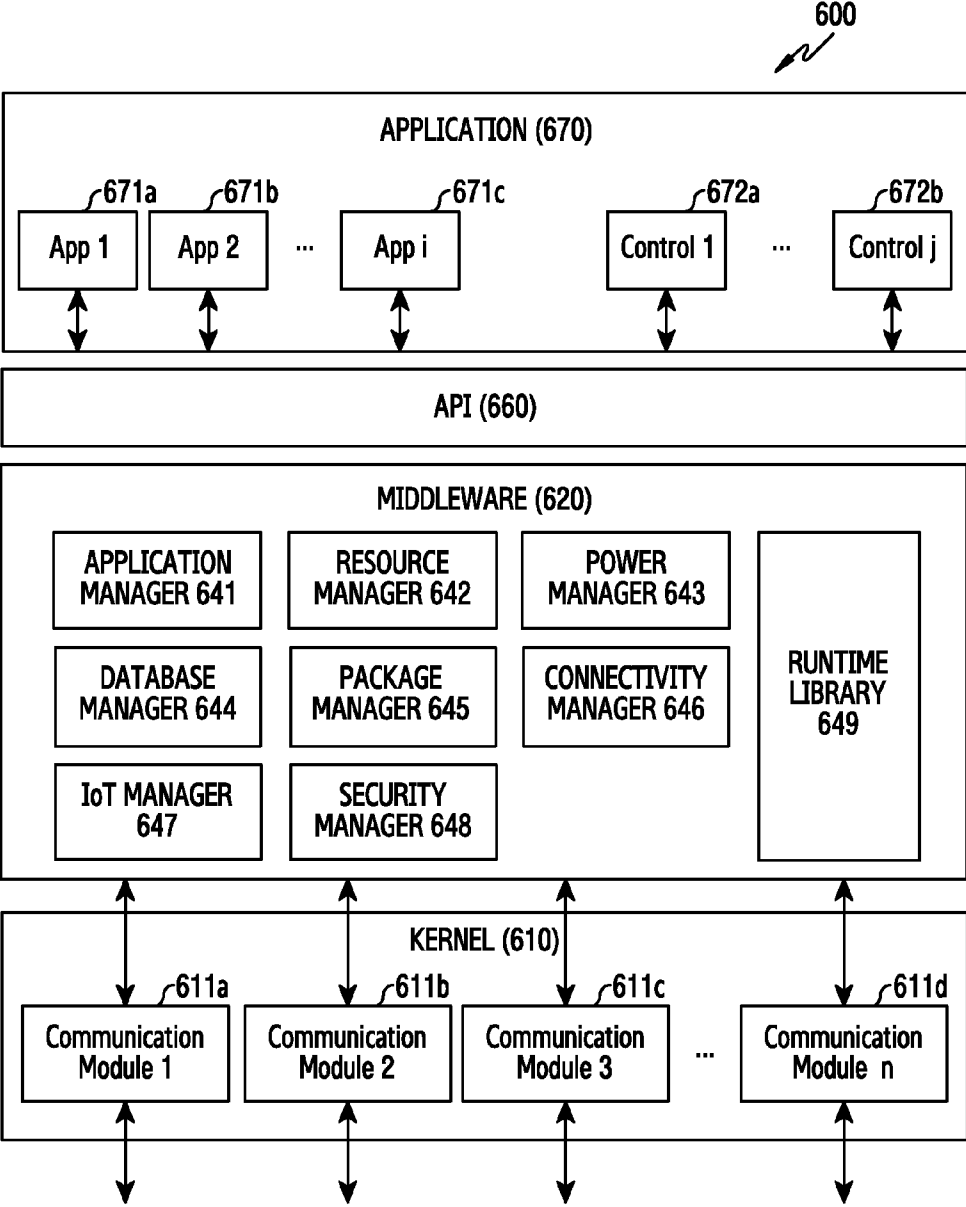 600
APPLICATION (670)
671a 671b 671c 672a 672b
App 1 App 2 ... App i Control 1 ... Control j
API (660)
MIDDLEWARE (620)
APPLICATION
MANAGER 641
RESOURCE
MANAGER 642
POWER
MANAGER 643
DATABASE
MANAGER 644
PACKAGE
MANAGER 645
CONNECTIVITY
MANAGER 646
IoT MANAGER
647
SECURITY
MANAGER 648
RUNTIME
LIBRARY
649
KERNEL (610)
611a 611b 611c 611d
Communication
Module 1
Communication
Module 2
Communication
Module 3
...
Communication
Module n